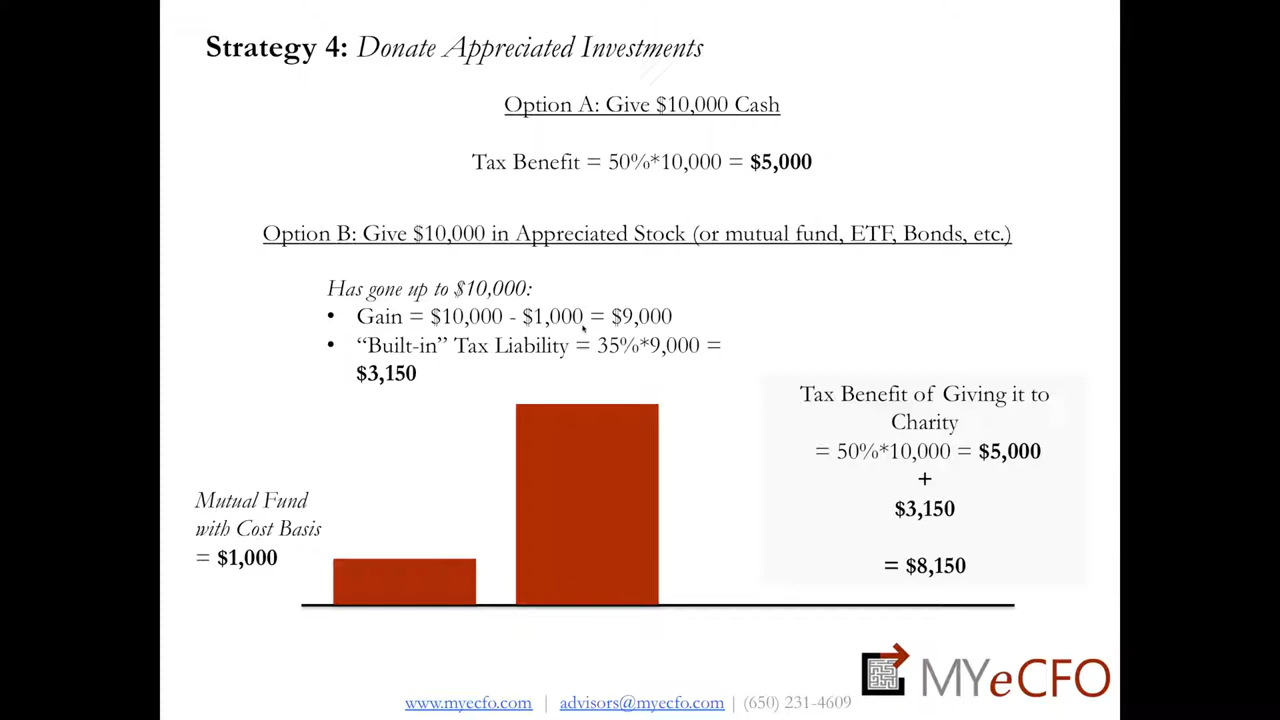 Strategy 4: Donate Appreciated Investments
Option A: Give $10,000 Cash
Tax Benefit = 50%*10,000 = $5,000
Option B: Give $10,000 in Appreciated Stock (or mutual fund, ETF, Bonds, etc.)
Has gone up to $10,000:
• Gain = $10,000 - $1,000 = $9,000
• “Built-in” Tax Liability = 35%*9,000 =
$3,150
Tax Benefit of Giving it to
Charity
= 50%*10,000 = $5,000
+
$3,150
= $8,150
Mutual Fund
with Cost Basis
= $1,000
MYeCFO
www.myecfo.com | advisors@myecfo.com | (650) 231-4609